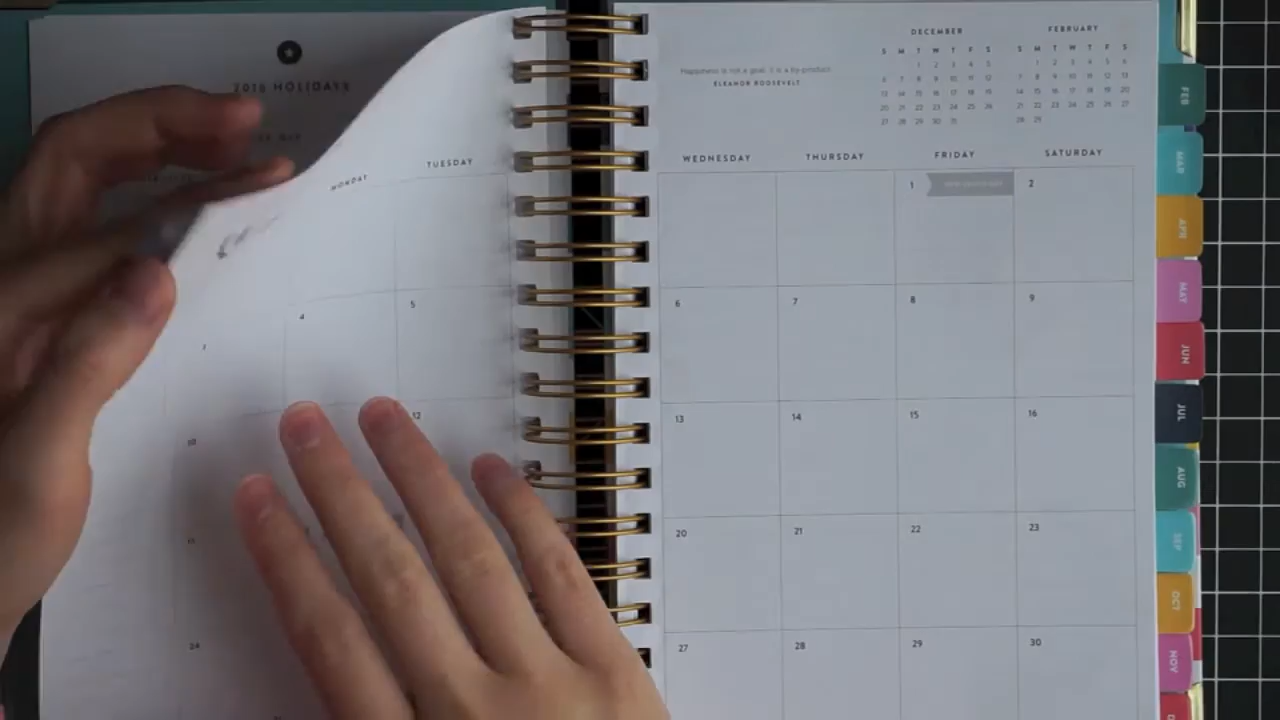 2016 HOLIDAYS
Happiness is not a goal, it is a by-product.
ELEANOR ROOSEVELT
DECEMBER
S M T W T F S
1 2 3 4 5
6 7 8 9 10 11 12
13 14 15 16 17 18 19
20 21 22 23 24 25 26
27 28 29 30 31
FEBRUARY
S M T W T F S
1 2 3 4 5 6
7 8 9 10 11 12 13
14 15 16 17 18 19 20
21 22 23 24 25 26 27
28 29
MONDAY TUESDAY WEDNESDAY THURSDAY FRIDAY SATURDAY
1 2
4 5 6 7 8 9
10 12 13 14 15 16
20 21 22 23
24 27 28 29 30
FEB
MAR
APR
MAY
JUN
JUL
AUG
SEP
OCT
NOV